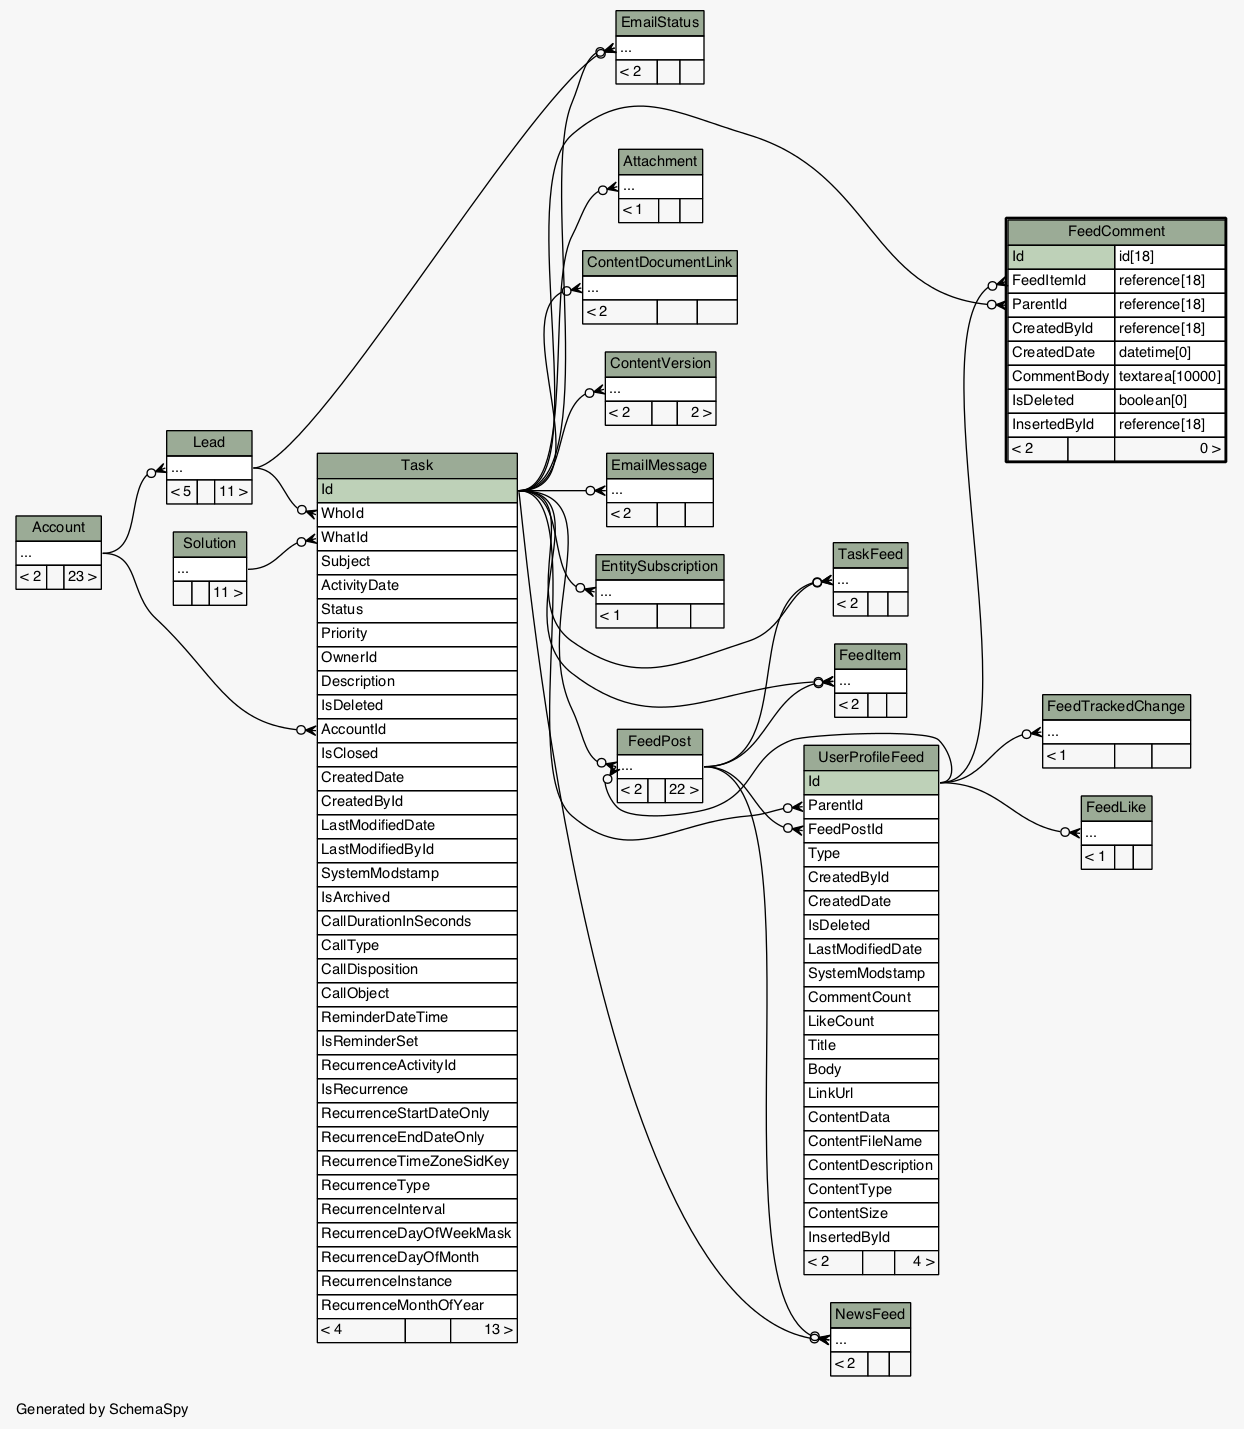 EmailStatus
...
< 2
Attachment
...
< 1
ContentDocumentLink
...
< 2
ContentVersion
...
< 2 2 >
EmailMessage
...
< 2
EntitySubscription
...
< 1
FeedComment
Id id[18]
FeedItemId reference[18]
ParentId reference[18]
CreatedById reference[18]
CreatedDate datetime[0]
CommentBody textarea[10000]
IsDeleted boolean[0]
InsertedById reference[18]
< 2 0 >
Lead
...
< 5 11 >
Account
...
< 2 23 >
Solution
...
11 >
Task
Id
WhoId
WhatId
Subject
ActivityDate
Status
Priority
OwnerId
Description
IsDeleted
AccountId
IsClosed
CreatedDate
CreatedById
LastModifiedDate
LastModifiedById
SystemModstamp
IsArchived
CallDurationInSeconds
CallType
CallDisposition
CallObject
ReminderDateTime
IsReminderSet
RecurrenceActivityId
IsRecurrence
RecurrenceStartDateOnly
RecurrenceEndDateOnly
RecurrenceTimeZoneSidKey
RecurrenceType
RecurrenceInterval
RecurrenceDayOfWeekMask
RecurrenceDayOfMonth
RecurrenceInstance
RecurrenceMonthOfYear
< 4 13 >
TaskFeed
...
< 2
FeedItem
...
< 2
FeedPost
...
< 2 22 >
UserProfileFeed
Id
ParentId
FeedPostId
Type
CreatedById
CreatedDate
IsDeleted
LastModifiedDate
SystemModstamp
CommentCount
LikeCount
Title
Body
LinkUrl
ContentData
ContentFileName
ContentDescription
ContentType
ContentSize
InsertedById
< 2 4 >
FeedTrackedChange
...
< 1
FeedLike
...
< 1
NewsFeed
...
< 2
Generated by SchemaSpy